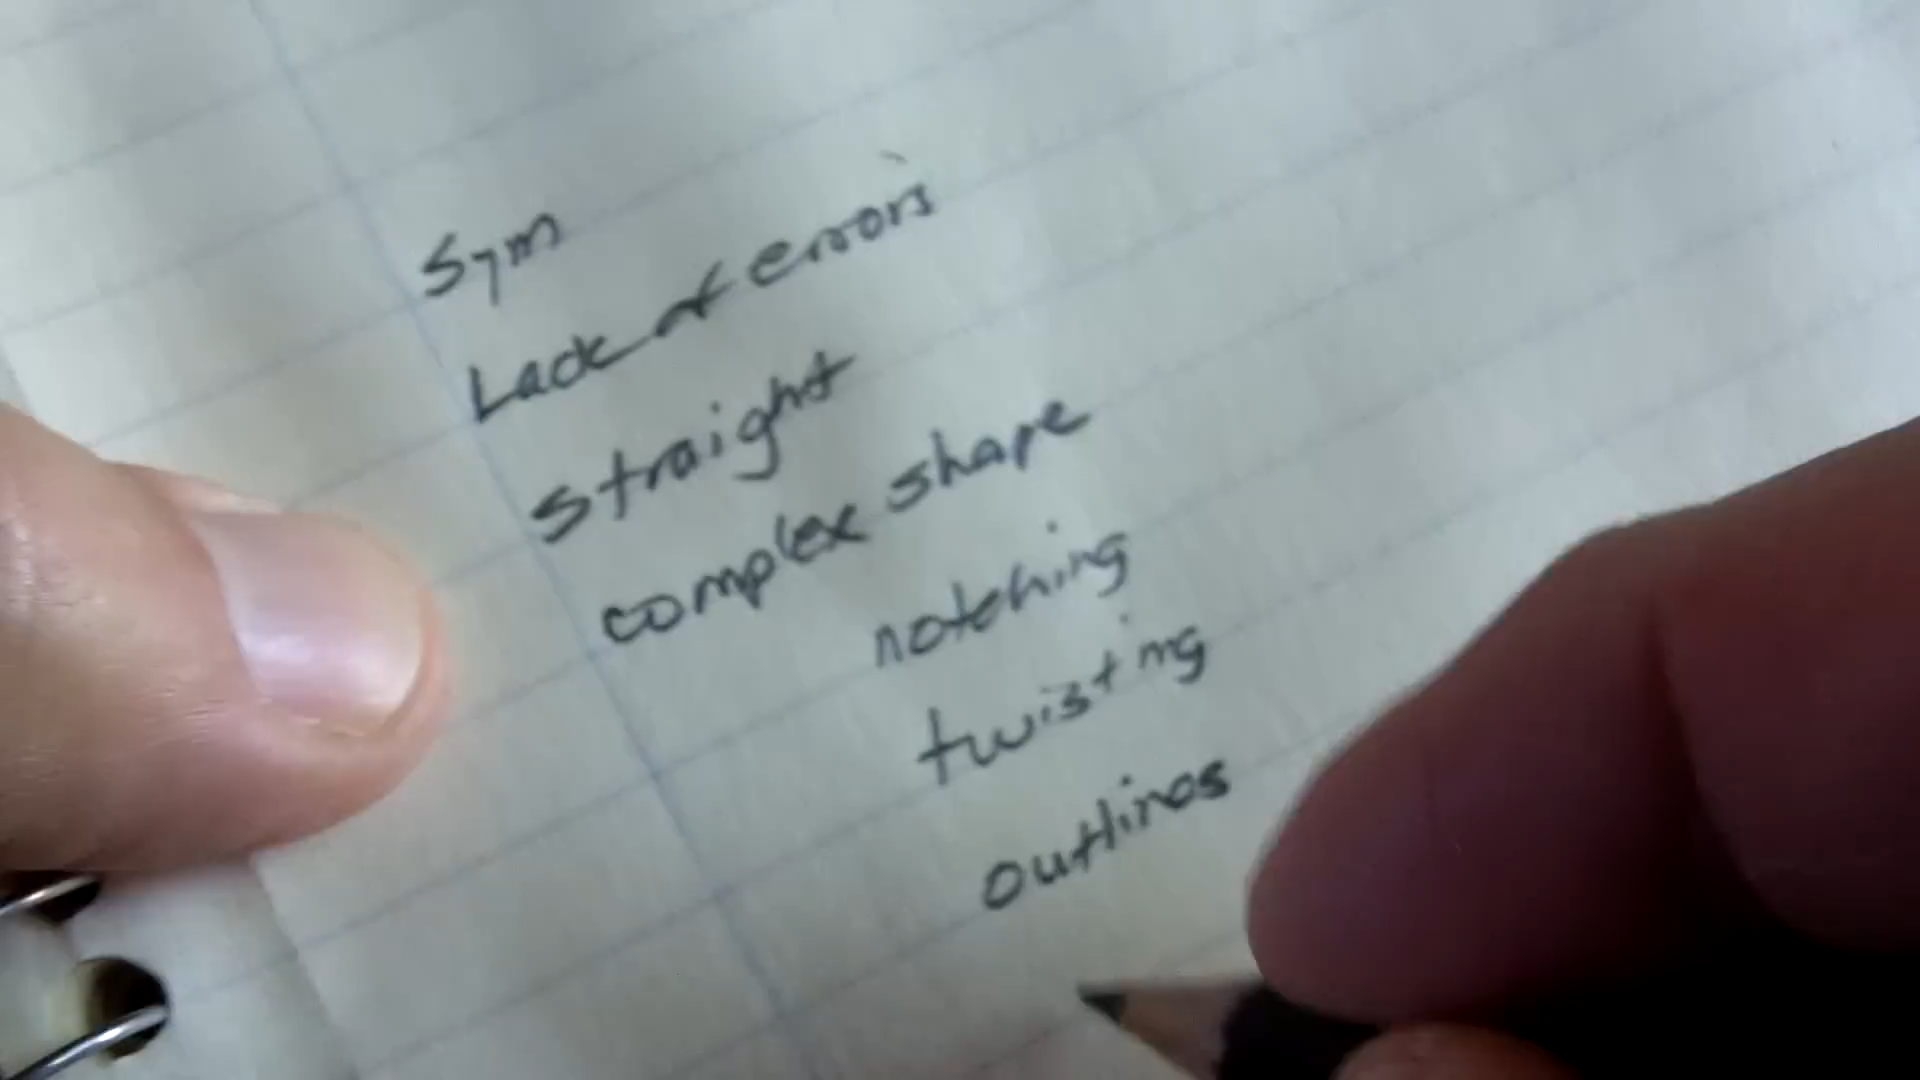 Sym
Lack of errors
straight
complex shape
notching
twisting
outlines